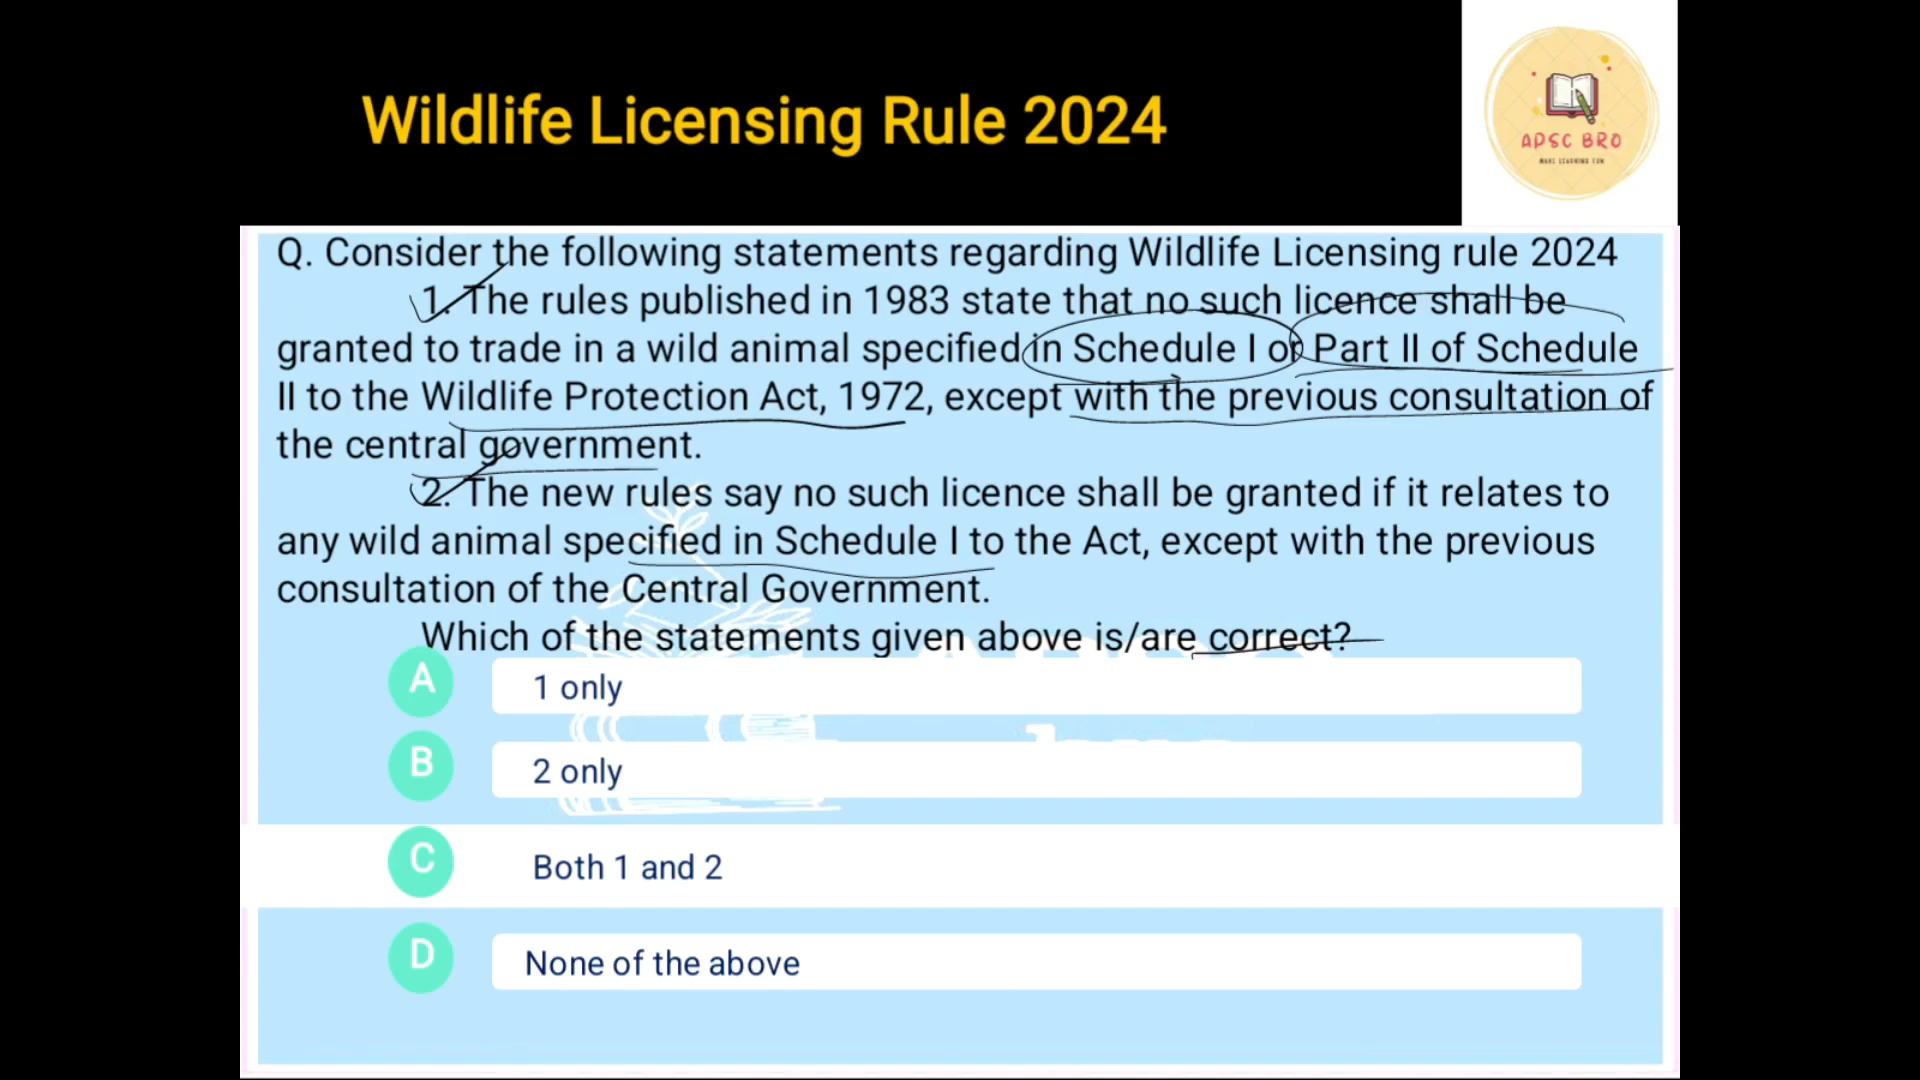 Wildlife Licensing Rule 2024
APSC BRO
MAKE LEARNING FUN
Q. Consider the following statements regarding Wildlife Licensing rule 2024
1. The rules published in 1983 state that no such licence shall be
granted to trade in a wild animal specified in Schedule I or Part II of Schedule
II to the Wildlife Protection Act, 1972, except with the previous consultation of
the central government.
2. The new rules say no such licence shall be granted if it relates to
any wild animal specified in Schedule I to the Act, except with the previous
consultation of the Central Government.
Which of the statements given above is/are correct?
A 1 only
B 2 only
C Both 1 and 2
D None of the above